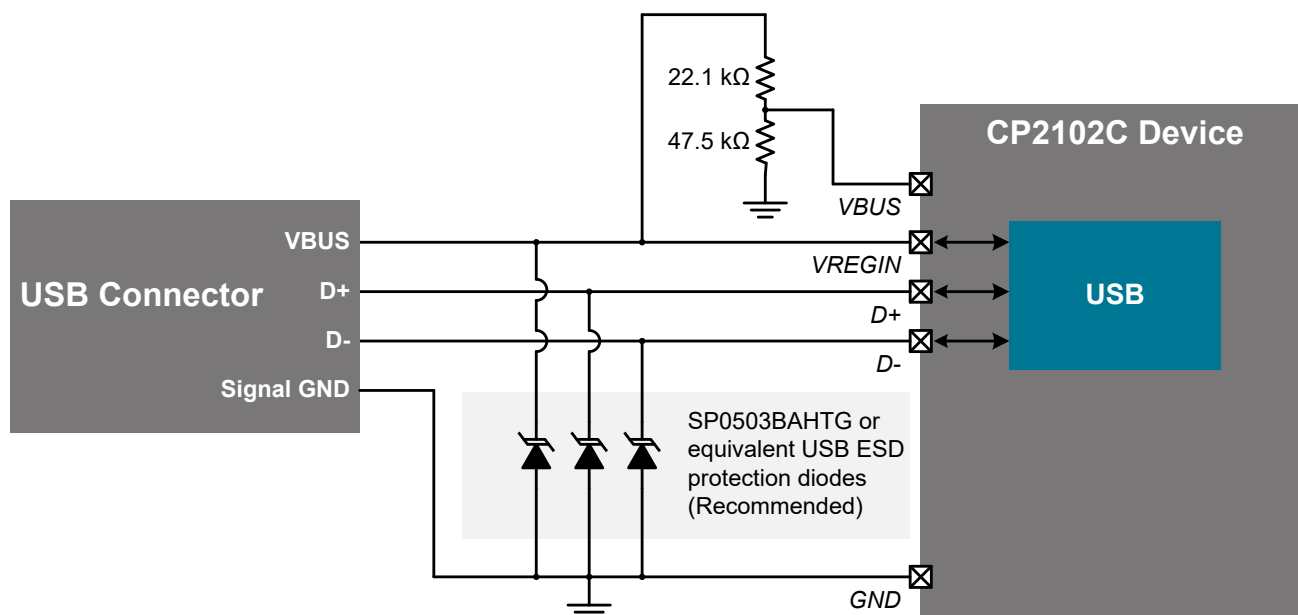 22.1 kΩ
47.5 kΩ
CP2102C Device
VBUS
VBUS
VREGIN
USB Connector
D+
D+
USB
D-
D-
Signal GND
SP0503BAHTG or
equivalent USB ESD
protection diodes
(Recommended)
GND